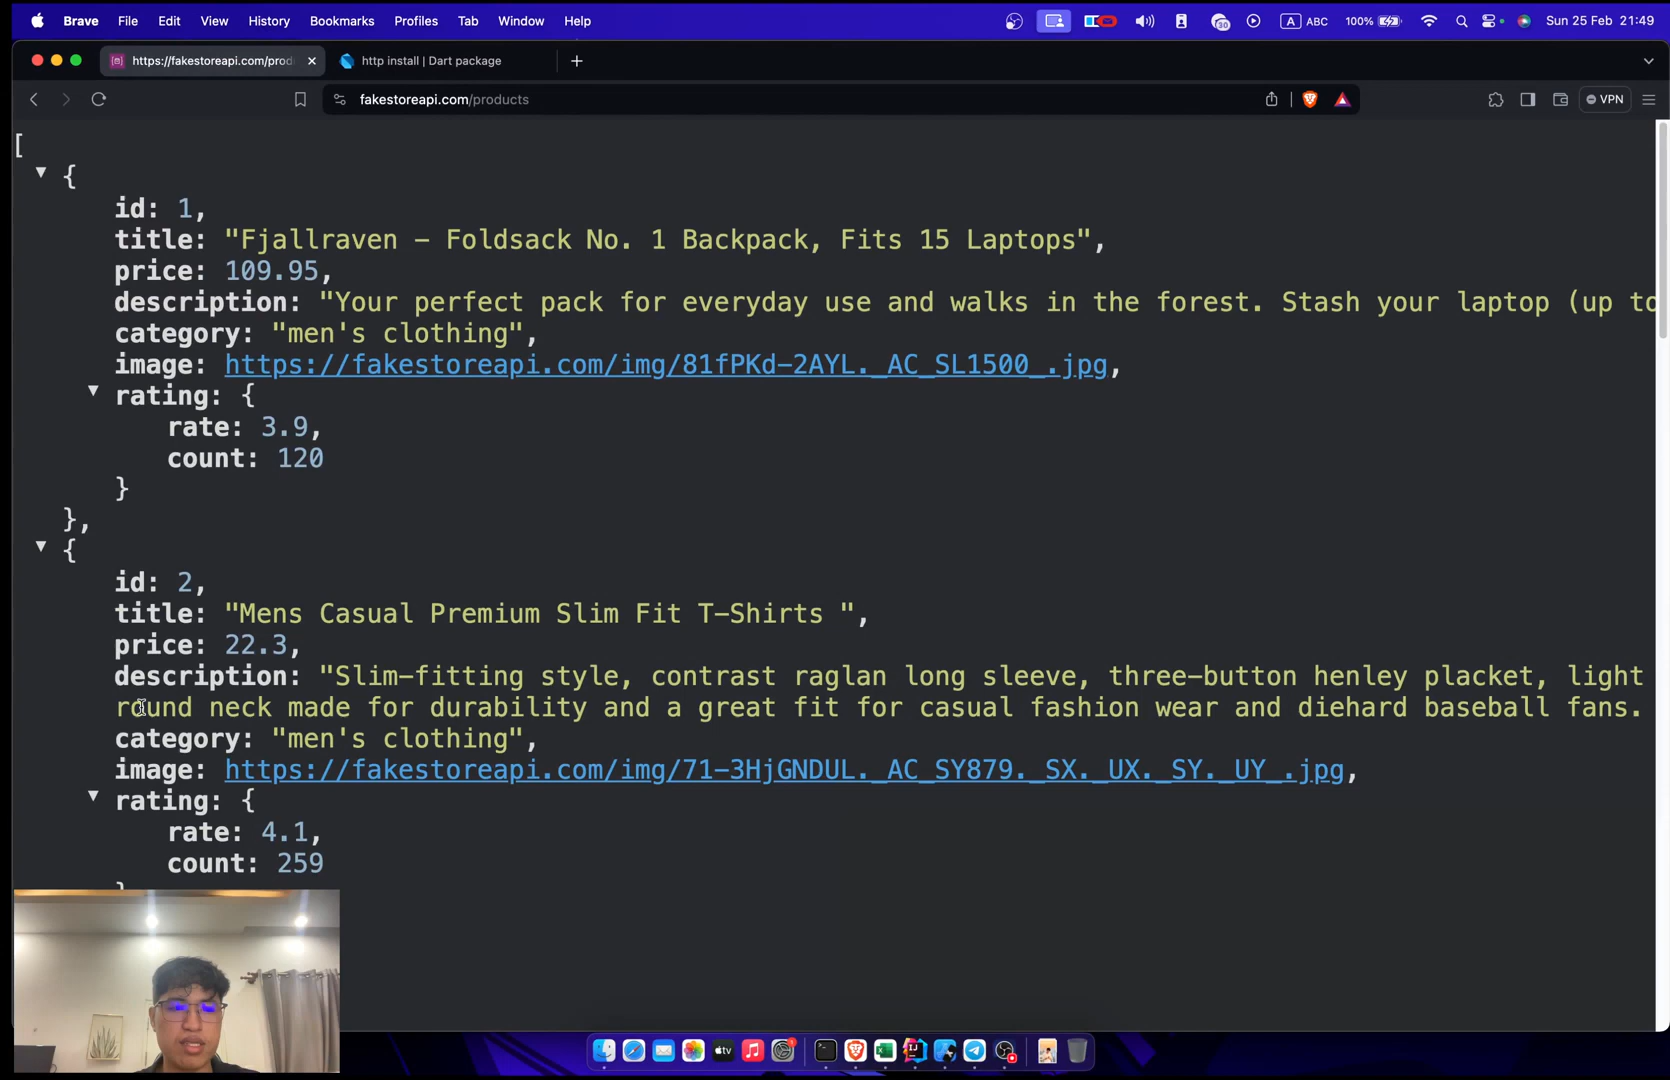 Brave File Edit View History Bookmarks Profiles Tab Window Help 30 A ABC 100% Sun 25 Feb 21:49
https://fakestoreapi.com/prod http install | Dart package
fakestoreapi.com/products VPN
[
{
id: 1,
title: "Fjallraven - Foldsack No. 1 Backpack, Fits 15 Laptops",
price: 109.95,
description: "Your perfect pack for everyday use and walks in the forest. Stash your laptop (up to
category: "men's clothing",
image: https://fakestoreapi.com/img/81fPKd-2AYL._AC_SL1500_.jpg,
rating: {
rate: 3.9,
count: 120
}
},
{
id: 2,
title: "Mens Casual Premium Slim Fit T-Shirts ",
price: 22.3,
description: "Slim-fitting style, contrast raglan long sleeve, three-button henley placket, light
round neck made for durability and a great fit for casual fashion wear and diehard baseball fans.
category: "men's clothing",
image: https://fakestoreapi.com/img/71-3HjGNDUL._AC_SY879._SX._UX._SY._UY_.jpg,
rating: {
rate: 4.1,
count: 259
}
tv